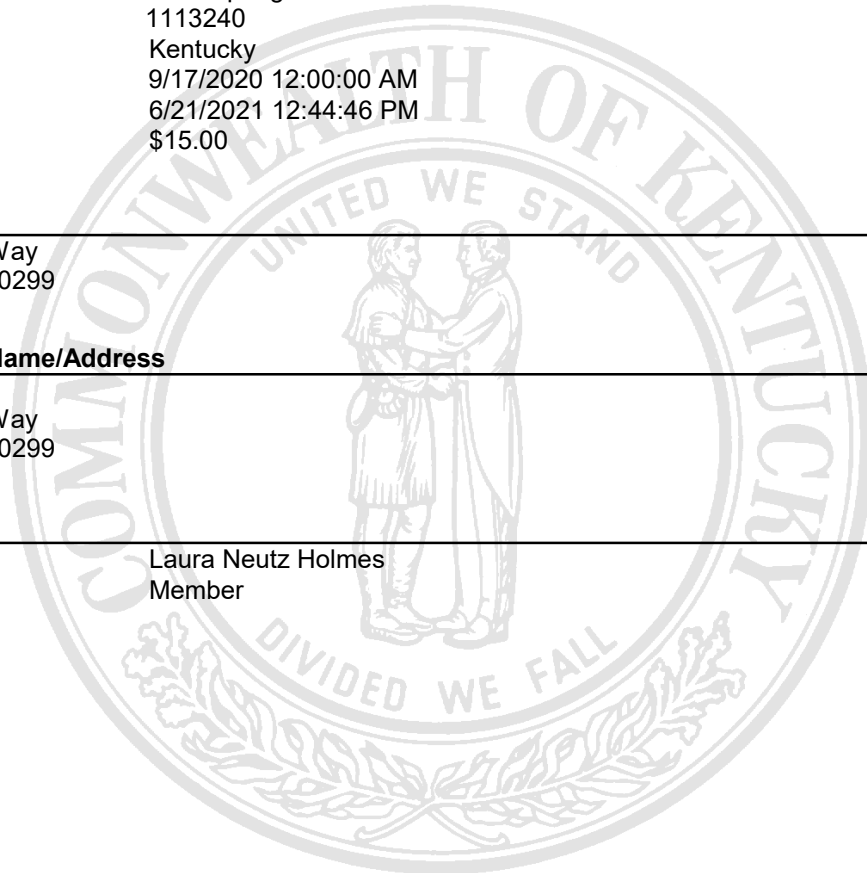 1113240
Kentucky
9/17/2020 12:00:00 AM
6/21/2021 12:44:46 PM
$15.00
COMMONWEALTH OF KENTUCKY
UNITED WE STAND
Way
0299
Name/Address
Way
0299
Laura Neutz Holmes
Member
DIVIDED WE FALL